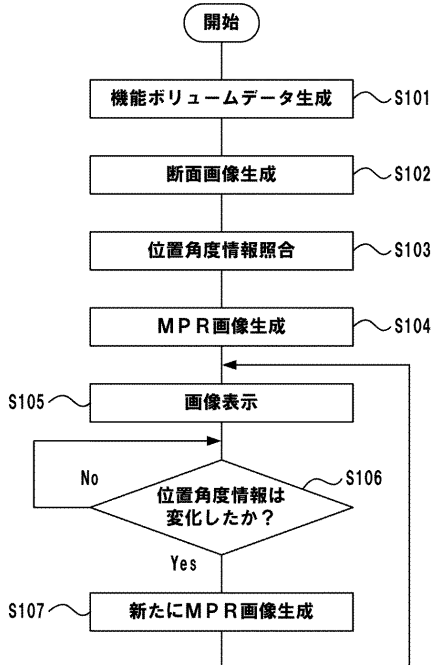 開始
機能ボリュームデータ生成
S101
断面画像生成
S102
位置角度情報照合
S103
MPR画像生成
S104
S105
画像表示
No
S106
位置角度情報は
変化したか?
Yes
S107
新たにMPR画像生成